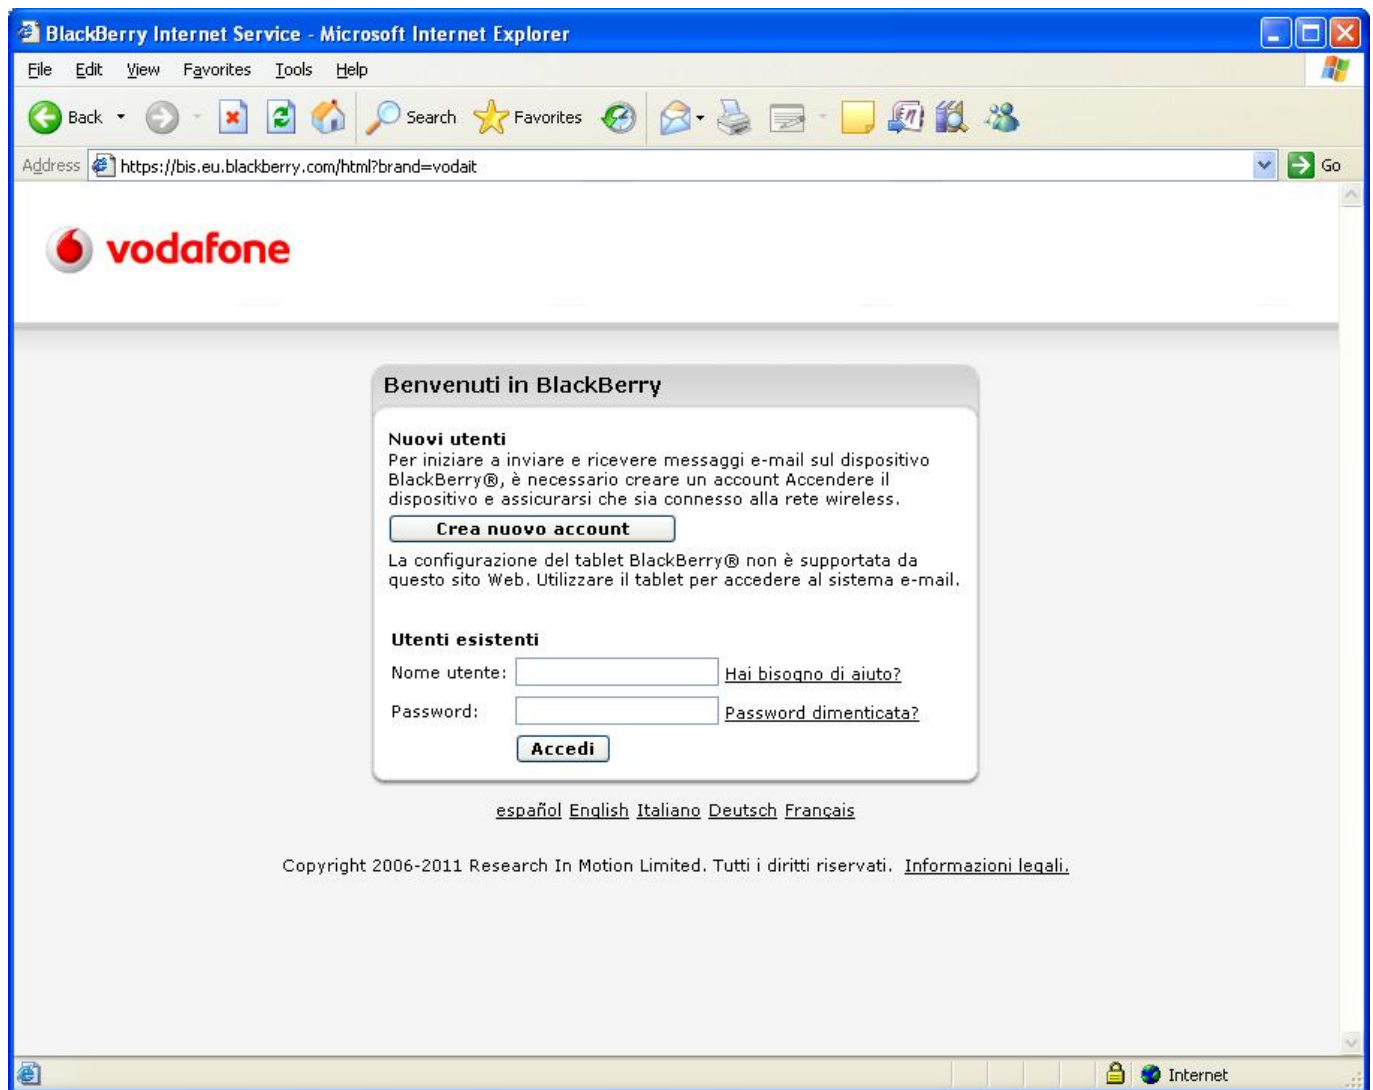 BlackBerry Internet Service - Microsoft Internet Explorer
File Edit View Favorites Tools Help
Back Search Favorites
Address https://bis.eu.blackberry.com/html?brand=vodait Go
vodafone
Benvenuti in BlackBerry
Nuovi utenti
Per iniziare a inviare e ricevere messaggi e-mail sul dispositivo
BlackBerry®, è necessario creare un account Accendere il
dispositivo e assicurarsi che sia connesso alla rete wireless.
Crea nuovo account
La configurazione del tablet BlackBerry® non è supportata da
questo sito Web. Utilizzare il tablet per accedere al sistema e-mail.
Utenti esistenti
Nome utente: Hai bisogno di aiuto?
Password: Password dimenticata?
Accedi
español English Italiano Deutsch Français
Copyright 2006-2011 Research In Motion Limited. Tutti i diritti riservati. Informazioni legali.
Internet